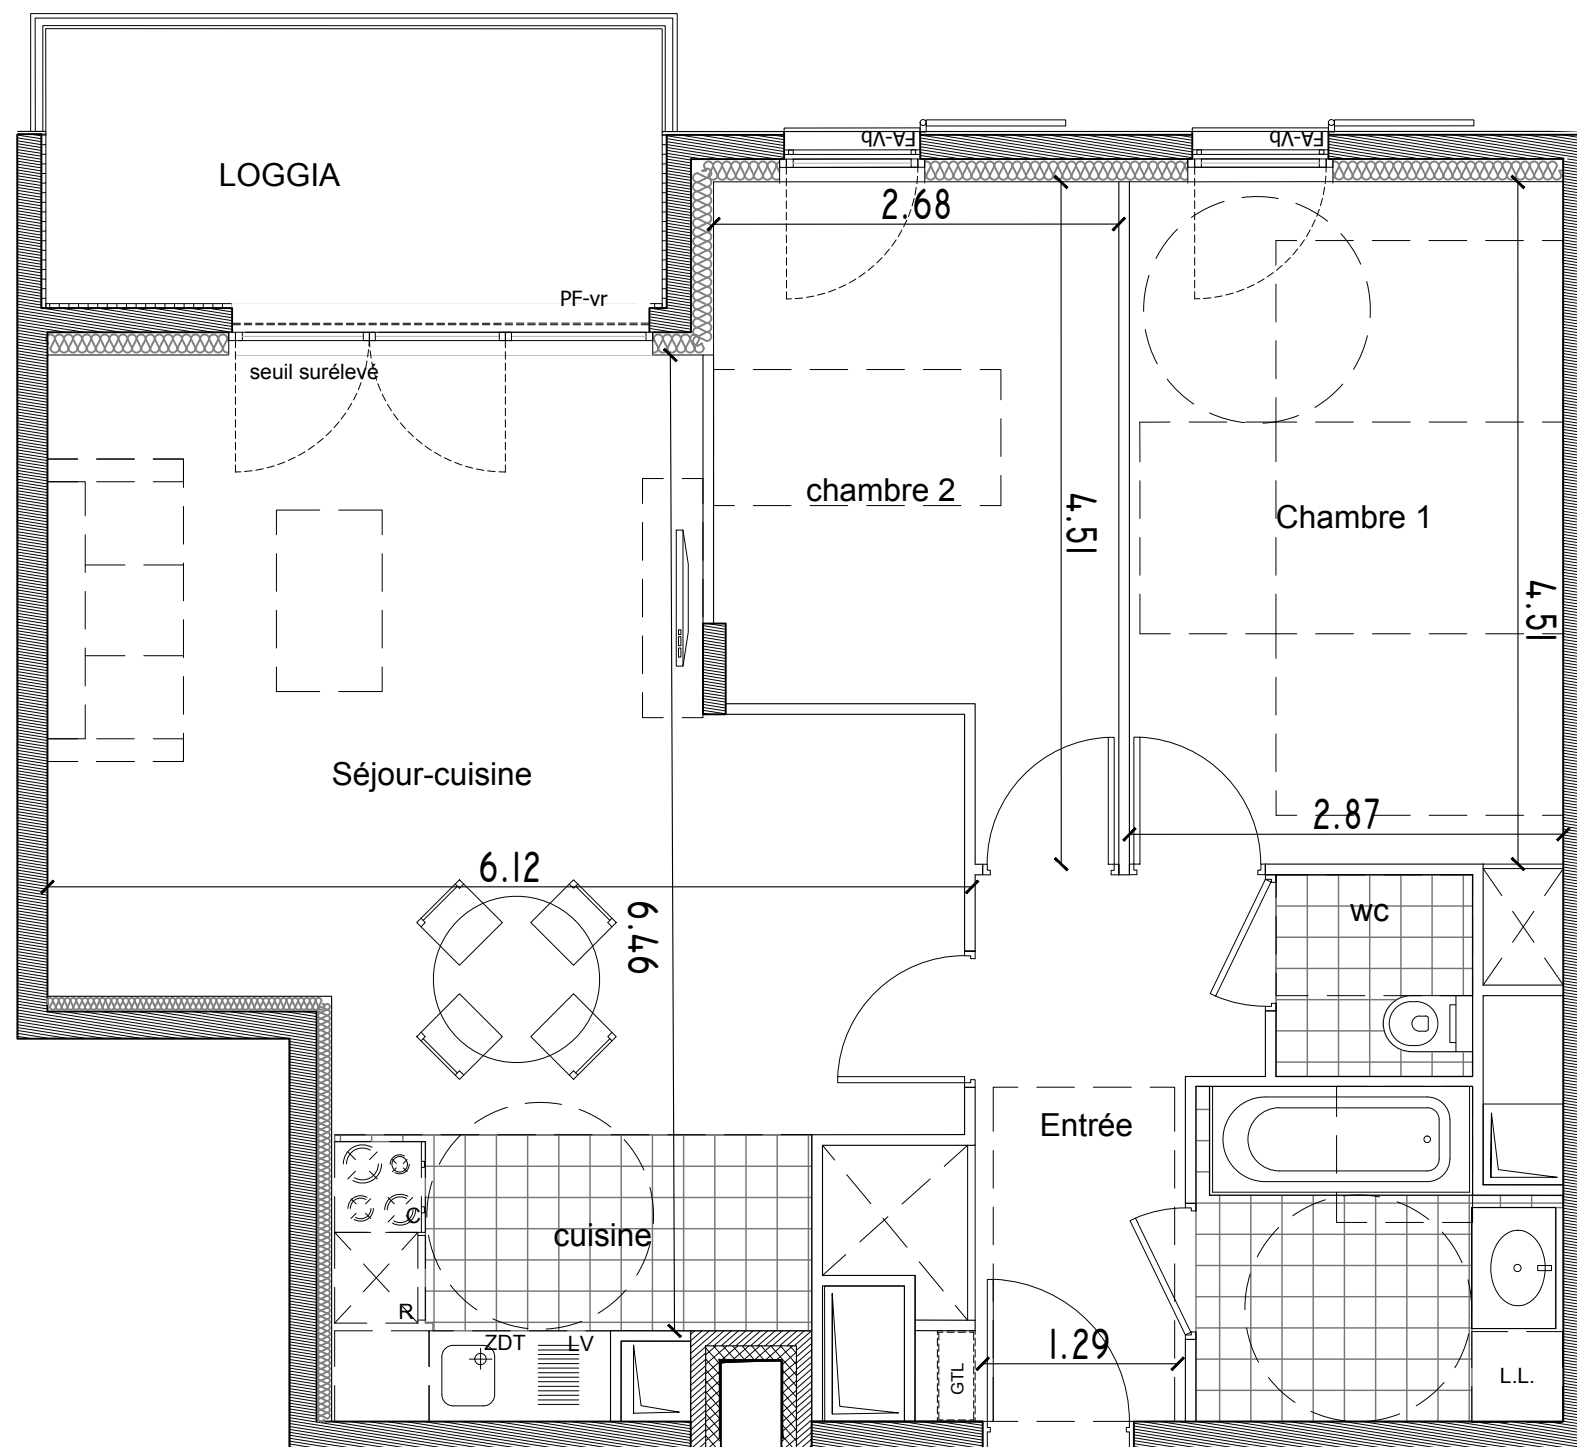 FA-Vb
FA-Vb
LOGGIA
2.68
PF-vr
seuil surélevé
chambre 2
4.51
Chambre 1
4.51
Séjour-cuisine
2.87
6.12
6.46
wc
Entrée
C
cuisine
R
ZDT
LV
1.29
GTL
L.L.